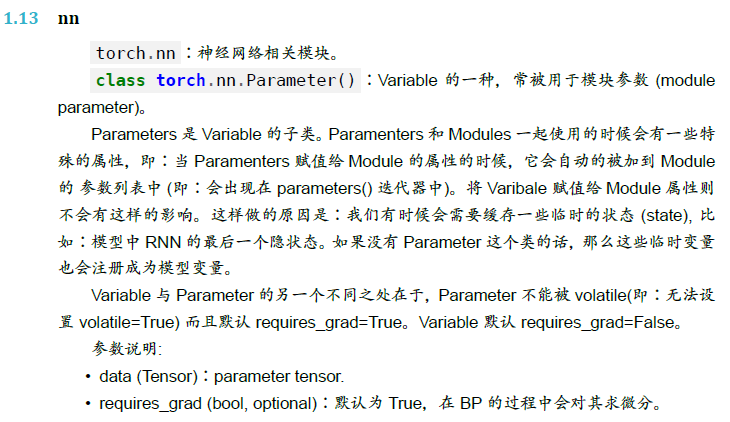 1.13 nn
torch.nn：神经网络相关模块。
class torch.nn.Parameter()：Variable 的一种，常被用于模块参数 (module
parameter)。
Parameters 是 Variable 的子类。Paramenters 和 Modules 一起使用的时候会有一些特
殊的属性，即：当 Paramenters 赋值给 Module 的属性的时候，它会自动的被加到 Module
的 参数列表中 (即：会出现在 parameters() 迭代器中)。将 Varibale 赋值给 Module 属性则
不会有这样的影响。这样做的原因是：我们有时候会需要缓存一些临时的状态 (state), 比
如：模型中 RNN 的最后一个隐状态。如果没有 Parameter 这个类的话，那么这些临时变量
也会注册成为模型变量。
Variable 与 Parameter 的另一个不同之处在于，Parameter 不能被 volatile(即：无法设
置 volatile=True) 而且默认 requires_grad=True。Variable 默认 requires_grad=False。
参数说明:
• data (Tensor)：parameter tensor.
• requires_grad (bool, optional)：默认为 True，在 BP 的过程中会对其求微分。